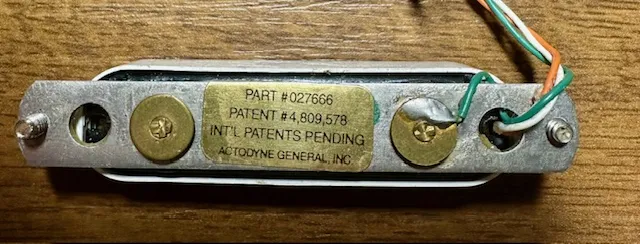 PART #027666
PATENT #4,809,578
INT'L PATENTS PENDING
ACTODYNE GENERAL, INC.